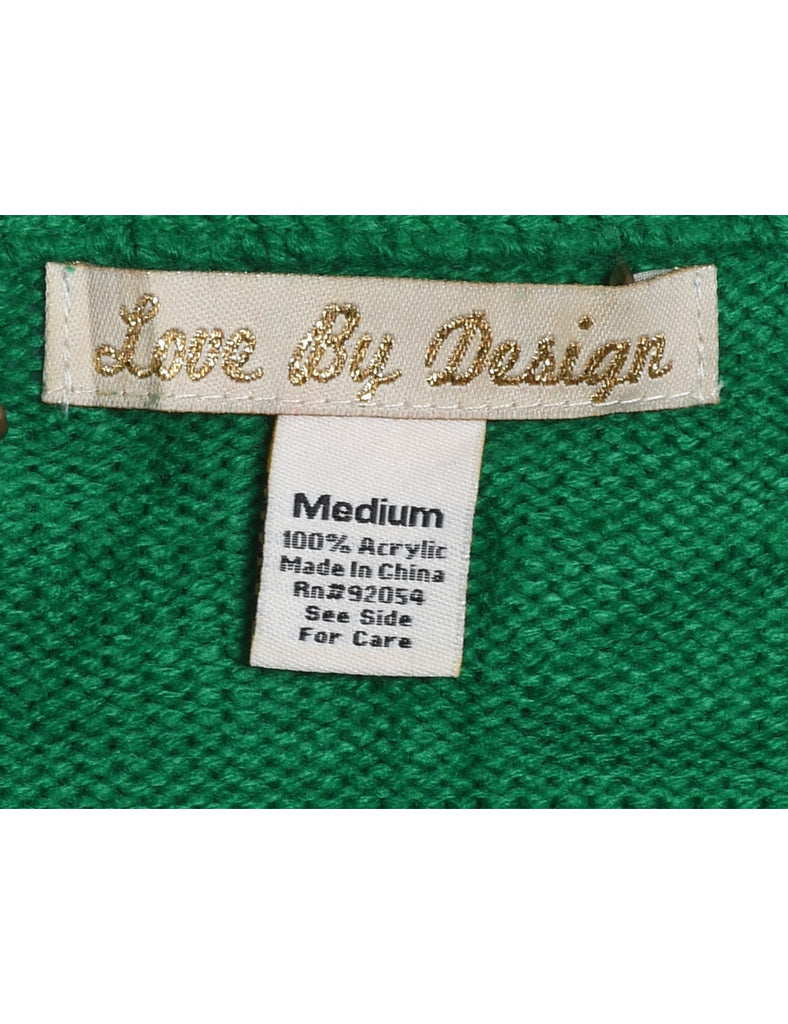 Love By Design
Medium
100% Acrylic
Made In China
Rn#92054
See Side
For Care